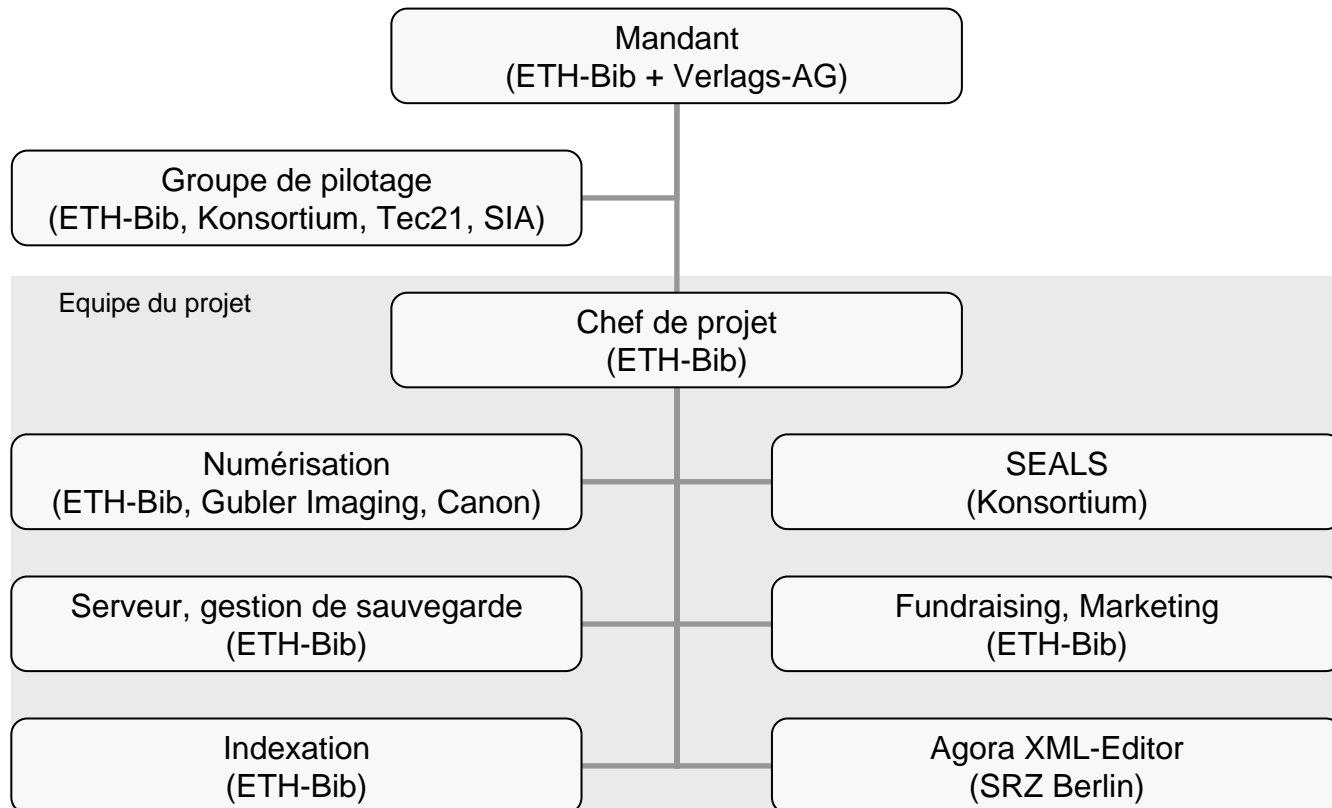 Mandant
(ETH-Bib + Verlags-AG)
Groupe de pilotage
(ETH-Bib, Konsortium, Tec21, SIA)
Equipe du projet
Chef de projet
(ETH-Bib)
Numérisation
(ETH-Bib, Gubler Imaging, Canon)
SEALS
(Konsortium)
Serveur, gestion de sauvegarde
(ETH-Bib)
Fundraising, Marketing
(ETH-Bib)
Indexation
(ETH-Bib)
Agora XML-Editor
(SRZ Berlin)